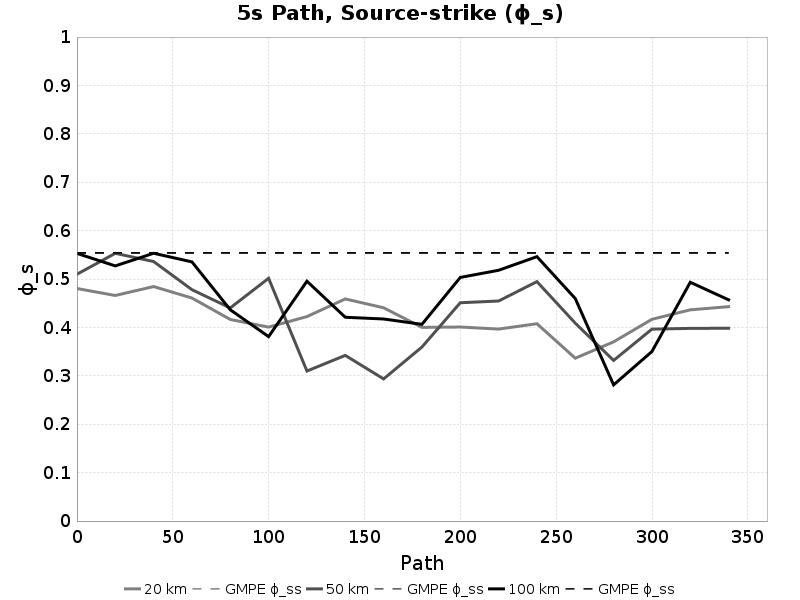 5s Path, Source-strike (ϕ_s)
1
0.9
0.8
0.7
0.6
0.5
0.4
0.3
0.2
0.1
0
ϕ_s
0 50 100 150 200 250 300 350
Path
20 km GMPE ϕ_ss 50 km GMPE ϕ_ss 100 km GMPE ϕ_ss